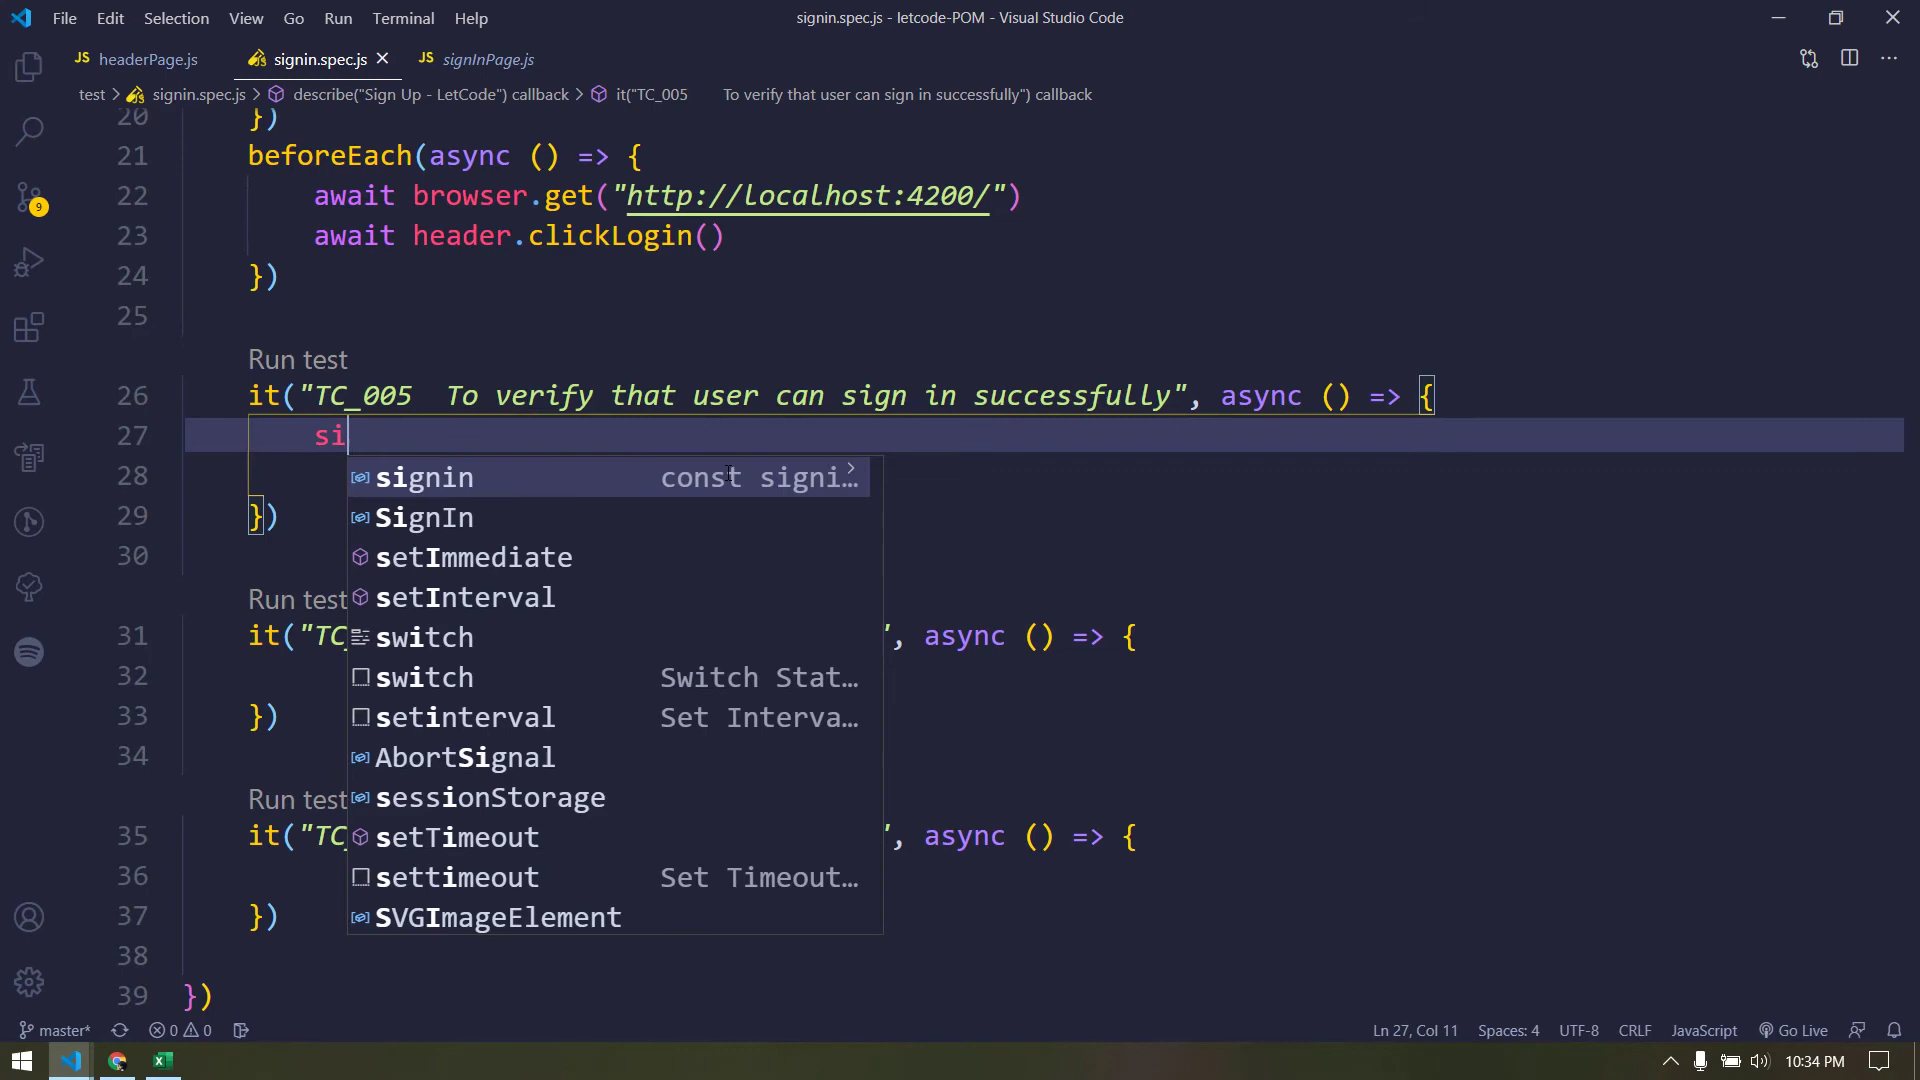 File Edit Selection View Go Run Terminal Help
signin.spec.js - letcode-POM - Visual Studio Code
JS headerPage.js signin.spec.js JS signInPage.js
test > signin.spec.js > describe("Sign Up - LetCode") callback > it("TC_005 To verify that user can sign in successfully") callback
20 })
21 beforeEach(async () => {
22 await browser.get("http://localhost:4200/")
23 await header.clickLogin()
24 })
25
Run test
26 it("TC_005  To verify that user can sign in successfully", async () => {
27 si
28 signin const signi…
SignIn
29 })
setImmediate
30
setInterval
Run test
31 it("TC ", async () => {
switch
32 switch Switch Stat…
33 })
setinterval Set Interva…
34 AbortSignal
Run test
sessionStorage
35 it("TC ", async () => {
setTimeout
36 settimeout Set Timeout…
37 })
SVGImageElement
38
39 })
9
master* 0 0
Ln 27, Col 11 Spaces: 4 UTF-8 CRLF JavaScript Go Live
10:34 PM